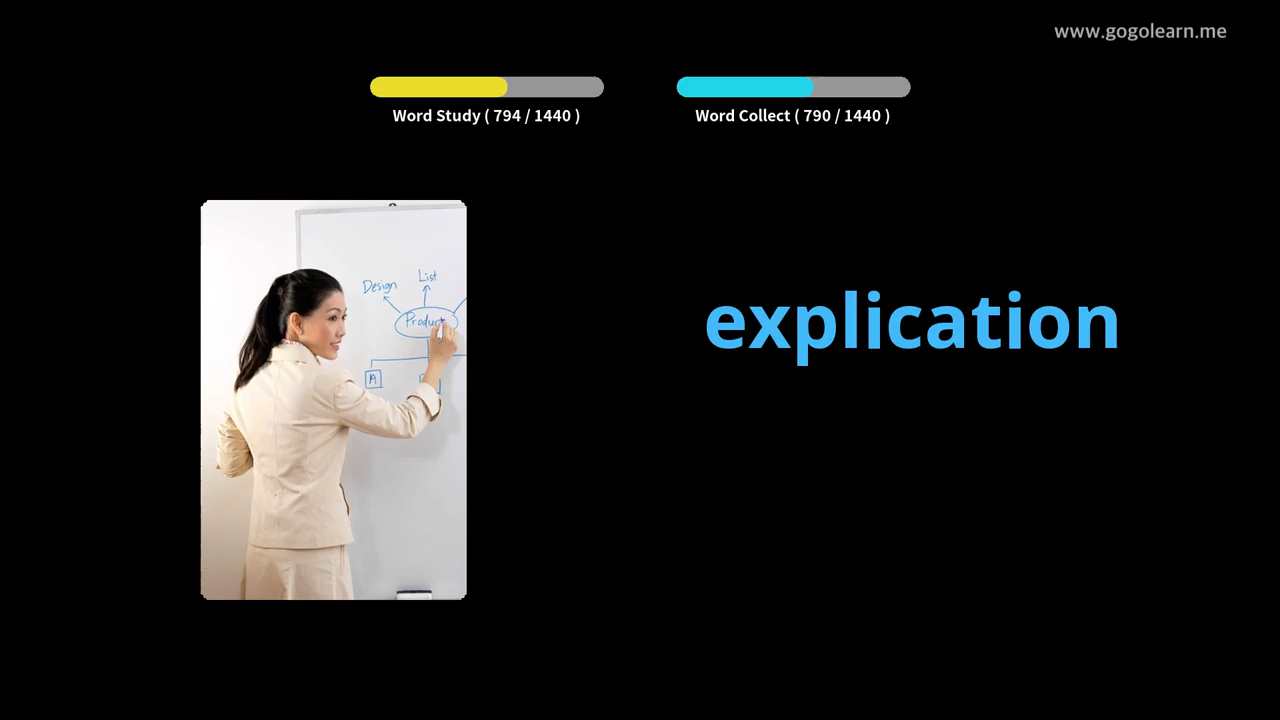 www.gogolearn.me
Word Study ( 794 / 1440 )
Word Collect ( 790 / 1440 )
explication
Design
List
Product
A